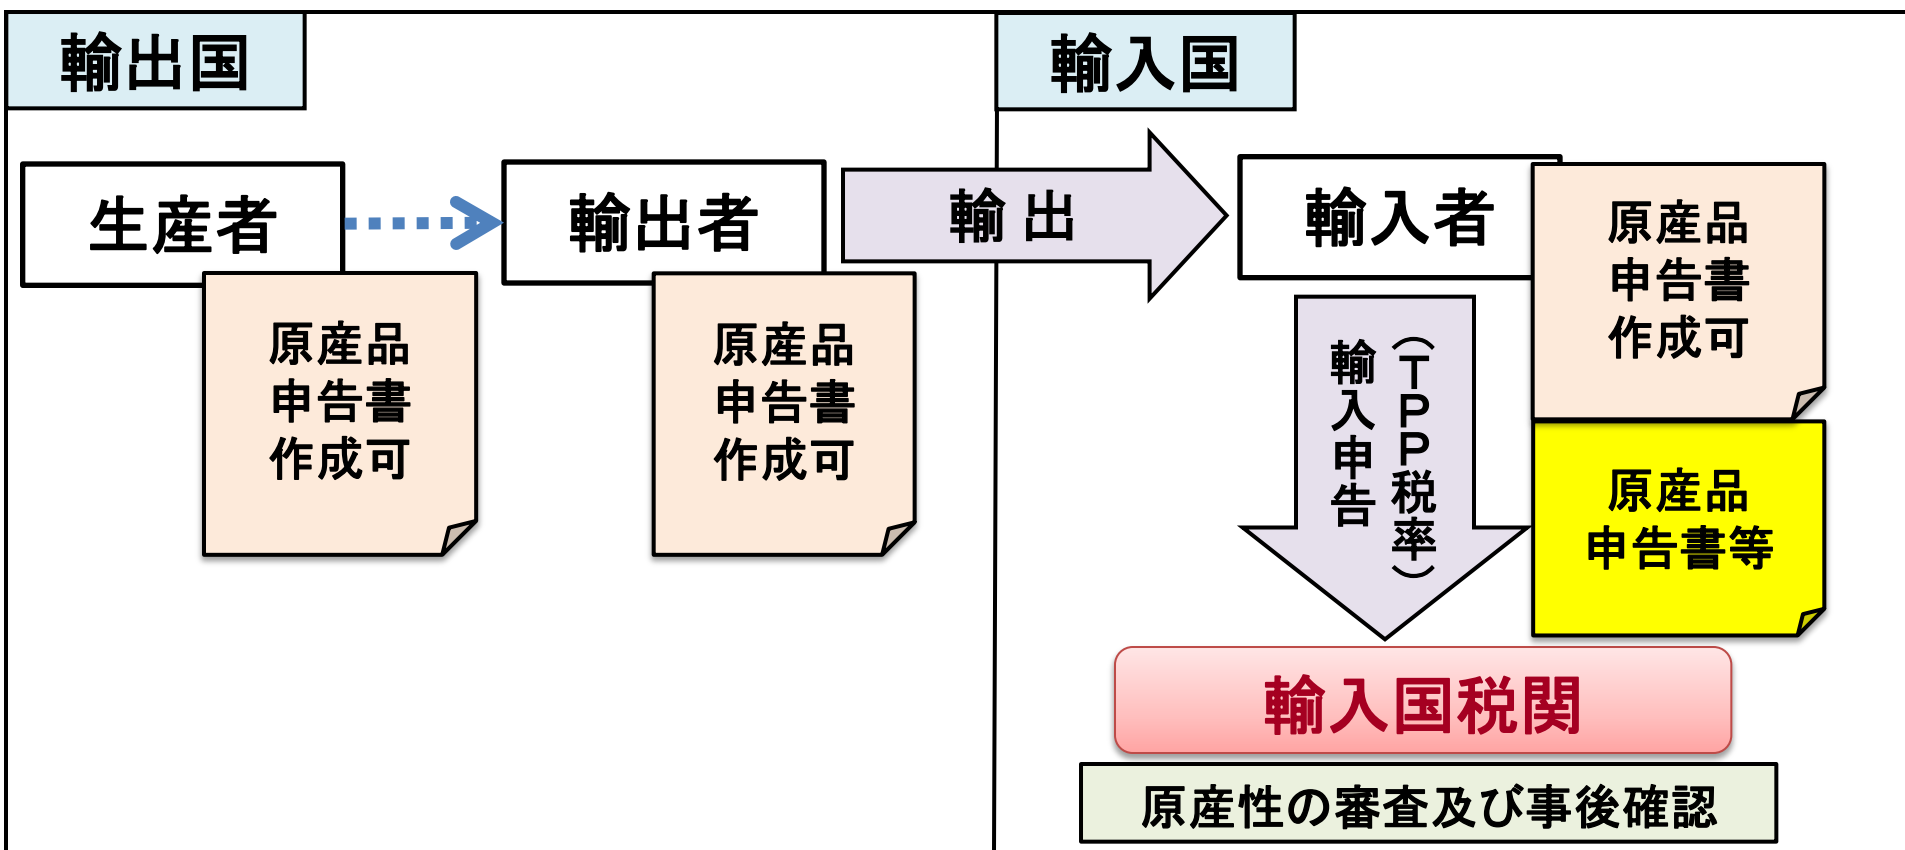 輸出国
輸入国
生産者
輸出者
輸 出
輸入者
原産品
申告書
作成可
原産品
申告書
作成可
原産品
申告書
作成可
(TPP税率)
輸入申告
原産品
申告書等
輸入国税関
原産性の審査及び事後確認